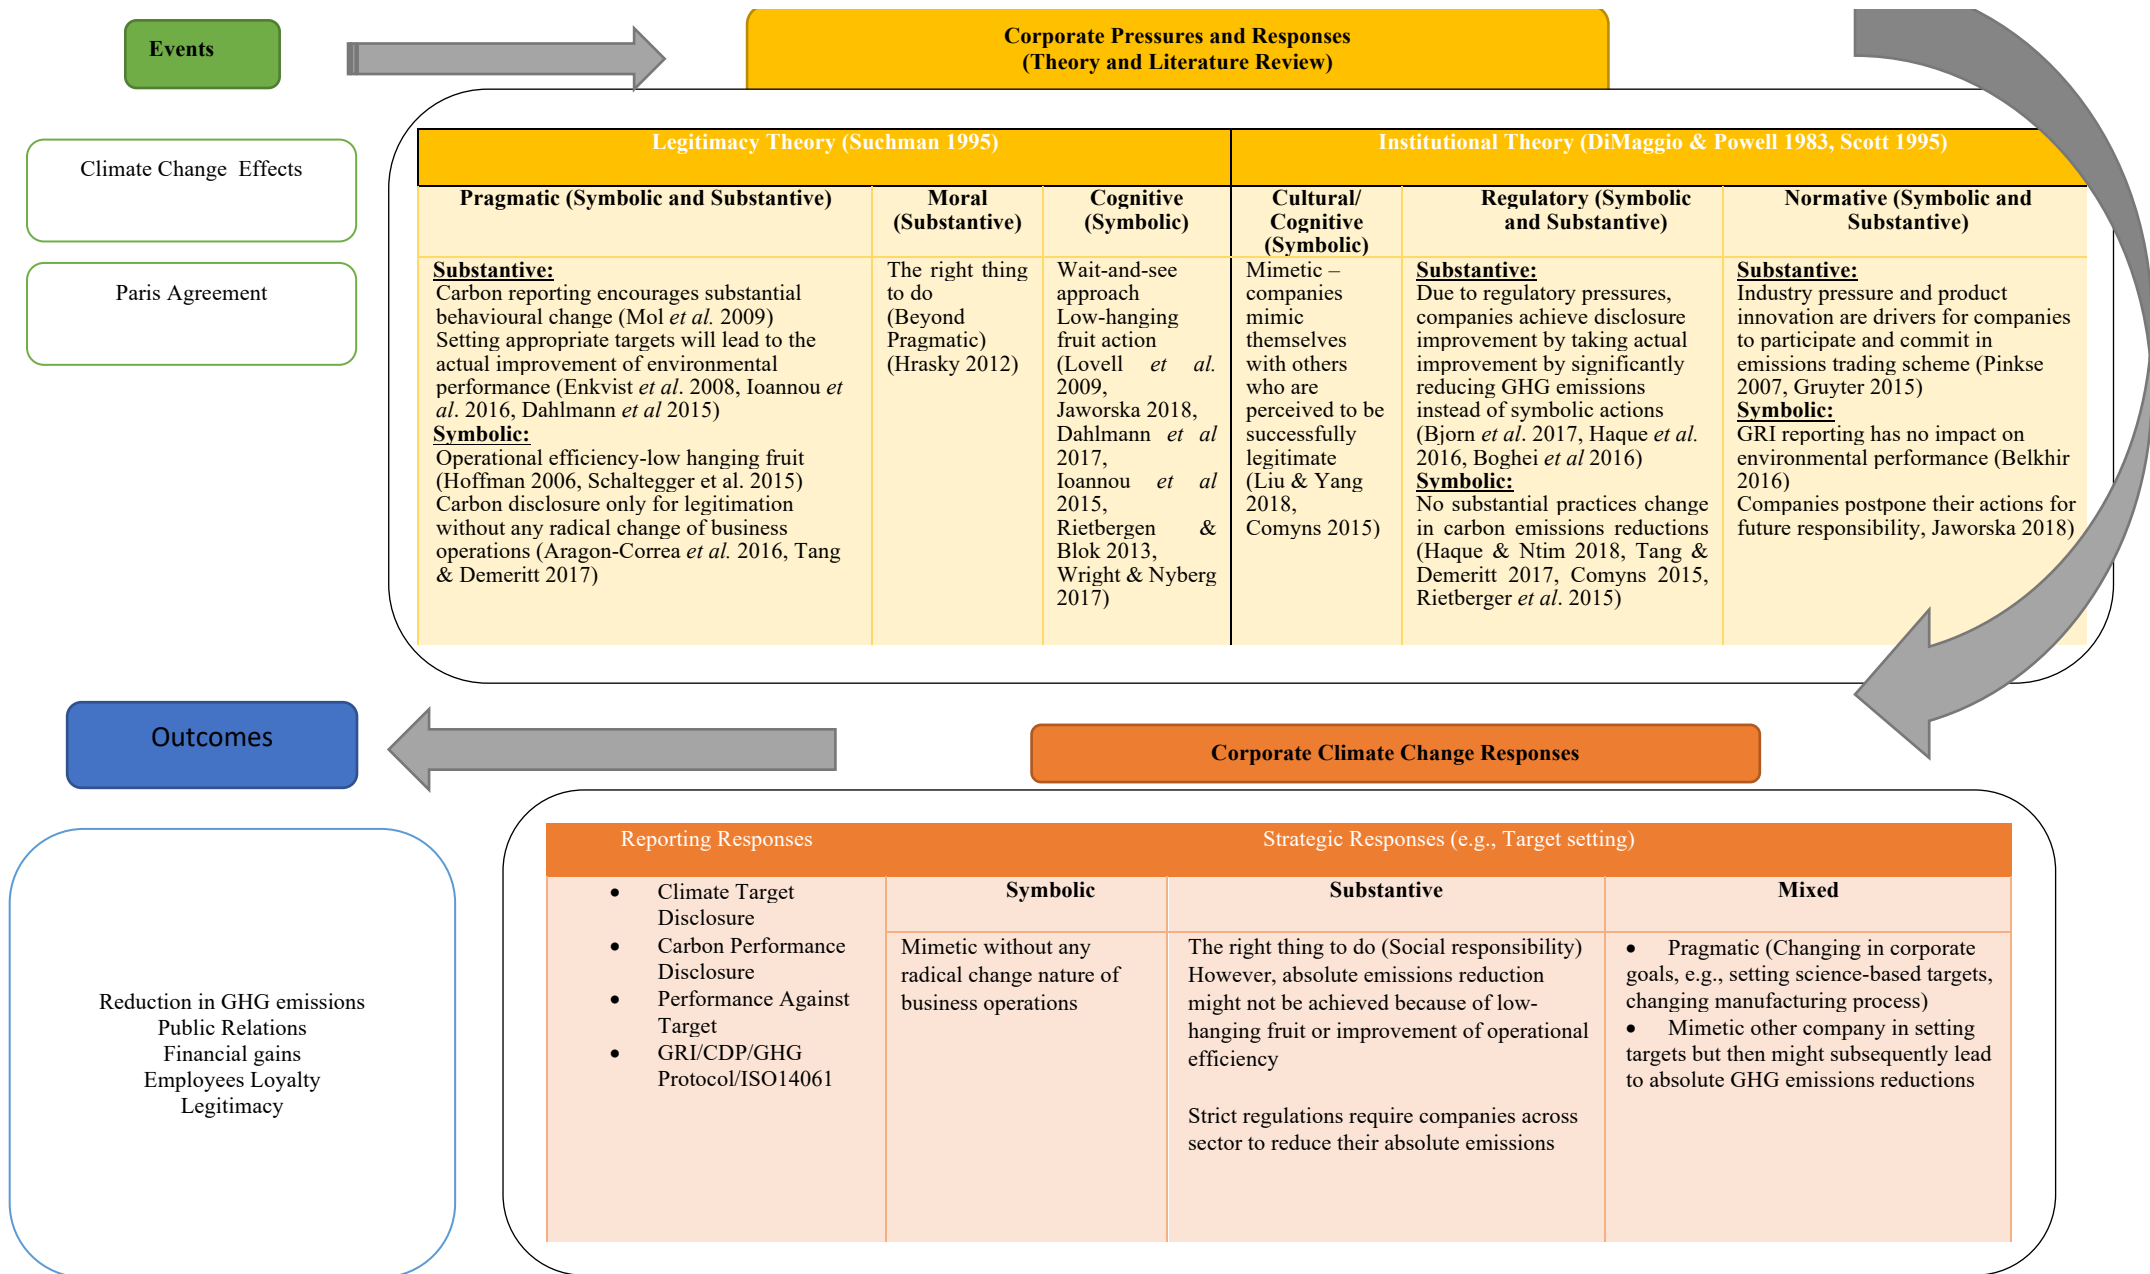 Events
Corporate Pressures and Responses
(Theory and Literature Review)
Climate Change  Effects
Paris Agreement
Legitimacy Theory (Suchman 1995)
Institutional Theory (DiMaggio & Powell 1983, Scott 1995)
Pragmatic (Symbolic and Substantive)
Moral
(Substantive)
Cognitive
(Symbolic)
Cultural/
Cognitive
(Symbolic)
Regulatory (Symbolic
and Substantive)
Normative (Symbolic and
Substantive)
Substantive:
Carbon reporting encourages substantial
behavioural change (Mol et al. 2009)
Setting appropriate targets will lead to the
actual improvement of environmental
performance (Enkvist et al. 2008, Ioannou et
al. 2016, Dahlmann et al 2015)
Symbolic:
Operational efficiency-low hanging fruit
(Hoffman 2006, Schaltegger et al. 2015)
Carbon disclosure only for legitimation
without any radical change of business
operations (Aragon-Correa et al. 2016, Tang
& Demeritt 2017)
The right thing
to do
(Beyond
Pragmatic)
(Hrasky 2012)
Wait-and-see
approach
Low-hanging
fruit action
(Lovell et al.
2009,
Jaworska 2018,
Dahlmann et al
2017,
Ioannou et al
2015,
Rietbergen &
Blok 2013,
Wright & Nyberg
2017)
Mimetic –
companies
mimic
themselves
with others
who are
perceived to be
successfully
legitimate
(Liu & Yang
2018,
Comyns 2015)
Substantive:
Due to regulatory pressures,
companies achieve disclosure
improvement by taking actual
improvement by significantly
reducing GHG emissions
instead of symbolic actions
(Bjorn et al. 2017, Haque et al.
2016, Boghei et al 2016)
Symbolic:
No substantial practices change
in carbon emissions reductions
(Haque & Ntim 2018, Tang &
Demeritt 2017, Comyns 2015,
Rietberger et al. 2015)
Substantive:
Industry pressure and product
innovation are drivers for companies
to participate and commit in
emissions trading scheme (Pinkse
2007, Gruyter 2015)
Symbolic:
GRI reporting has no impact on
environmental performance (Belkhir
2016)
Companies postpone their actions for
future responsibility, Jaworska 2018)
Outcomes
Corporate Climate Change Responses
Reduction in GHG emissions
Public Relations
Financial gains
Employees Loyalty
Legitimacy
Reporting Responses
Strategic Responses (e.g., Target setting)
• Climate Target
Disclosure
• Carbon Performance
Disclosure
• Performance Against
Target
• GRI/CDP/GHG
Protocol/ISO14061
Symbolic
Substantive
Mixed
Mimetic without any
radical change nature of
business operations
The right thing to do (Social responsibility)
However, absolute emissions reduction
might not be achieved because of low-
hanging fruit or improvement of operational
efficiency
Strict regulations require companies across
sector to reduce their absolute emissions
• Pragmatic (Changing in corporate
goals, e.g., setting science-based targets,
changing manufacturing process)
• Mimetic other company in setting
targets but then might subsequently lead
to absolute GHG emissions reductions